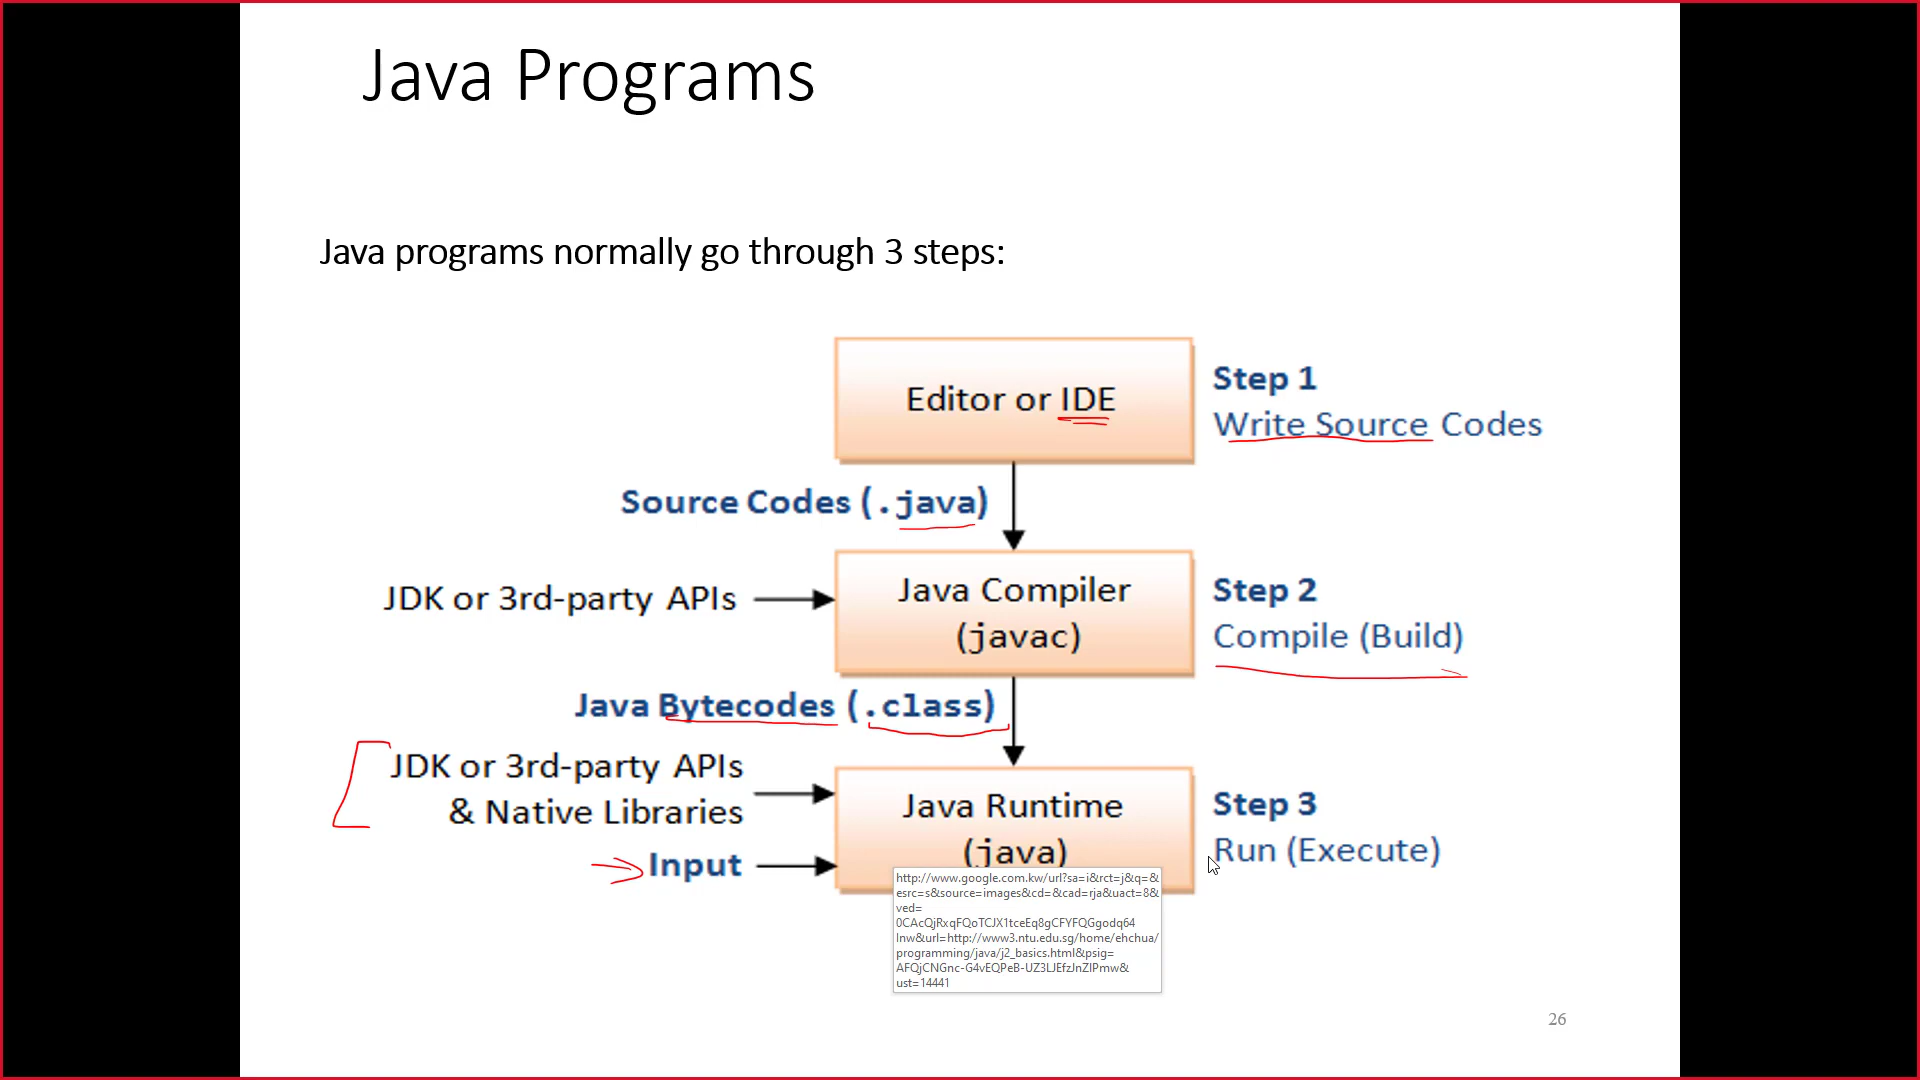 Java Programs
Java programs normally go through 3 steps:
Editor or IDE
Step 1
Write Source Codes
Source Codes (.java)
JDK or 3rd-party APIs
Java Compiler
(javac)
Step 2
Compile (Build)
Java Bytecodes (.class)
JDK or 3rd-party APIs
& Native Libraries
Input
Java Runtime
(java)
Step 3
Run (Execute)
http://www.google.com.kw/url?sa=i&rct=j&q=&
esrc=s&source=images&cd=&cad=rja&uact=8&
ved=
0CAcQjRxqFQoTCJX1tceEq8gCFYFQGgodq64
lnw&url=http://www3.ntu.edu.sg/home/ehchua/
programming/java/j2_basics.html&psig=
AFQjCNGnc-G4vEQPeB-UZ3LJEfzJnZIPmw&
ust=14441
26